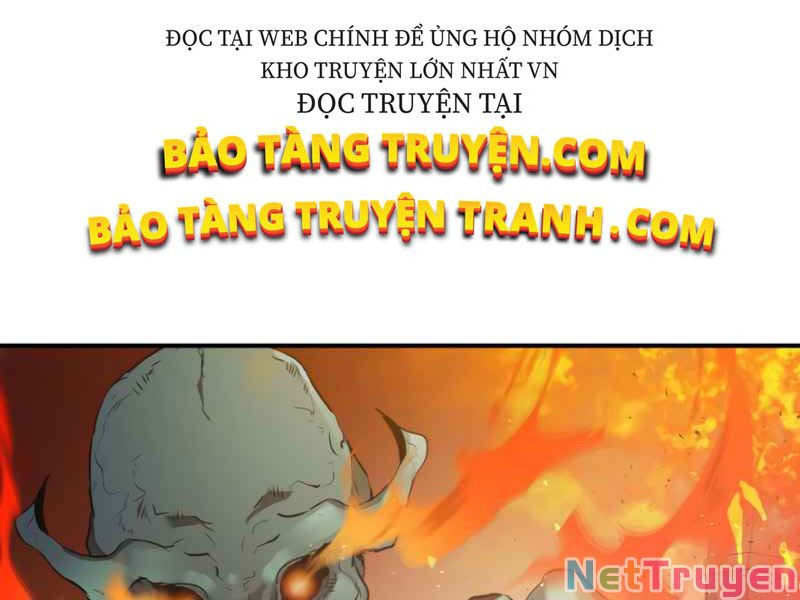 ĐỌC TẠI WEB CHÍNH ĐỂ ỦNG HỘ NHÓM DỊCH
KHO TRUYỆN LỚN NHẤT VN
ĐỌC TRUYỆN TẠI
BẢO TÀNG TRUYỆN.COM
BẢO TÀNG TRUYỆN TRANH.COM
NetTruyen